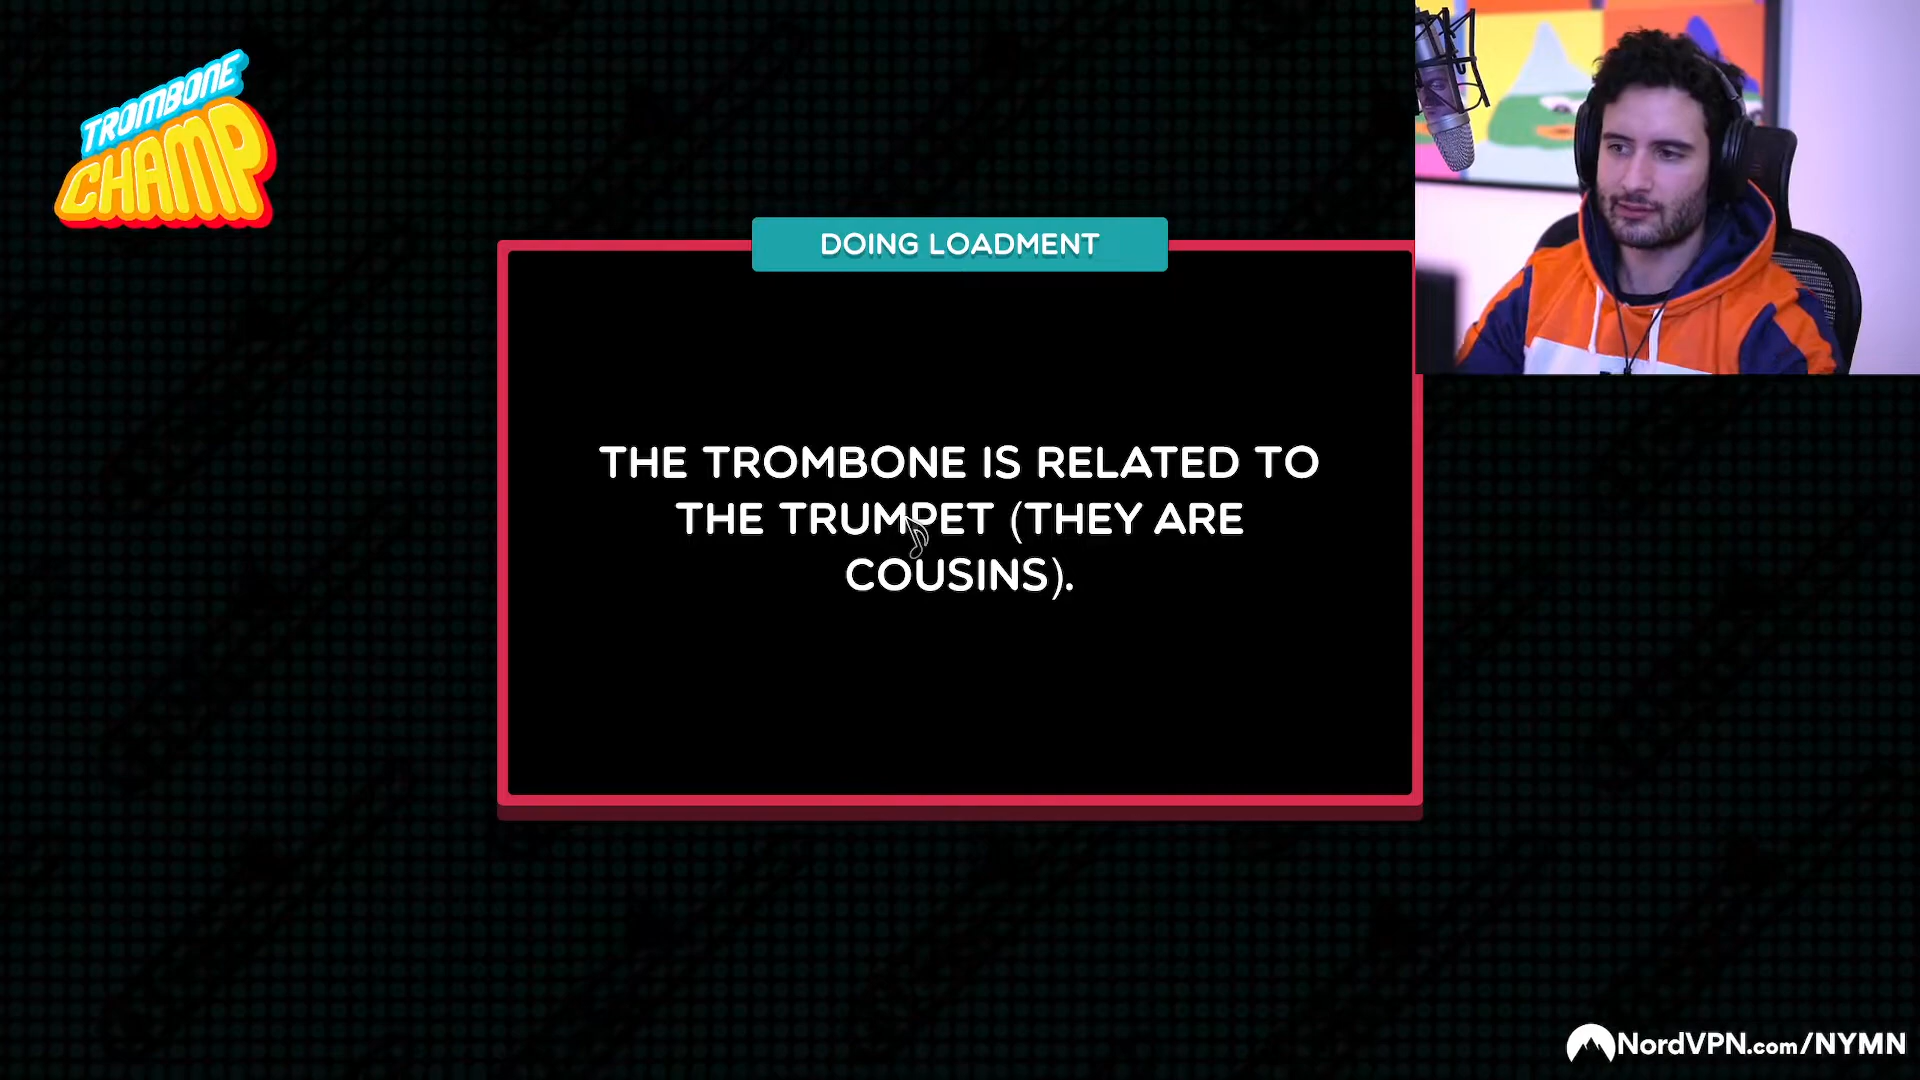 TROMBONE
CHAMP
DOING LOADMENT
THE TROMBONE IS RELATED TO
THE TRUMPET (THEY ARE
COUSINS).
NordVPN.com/NYMN